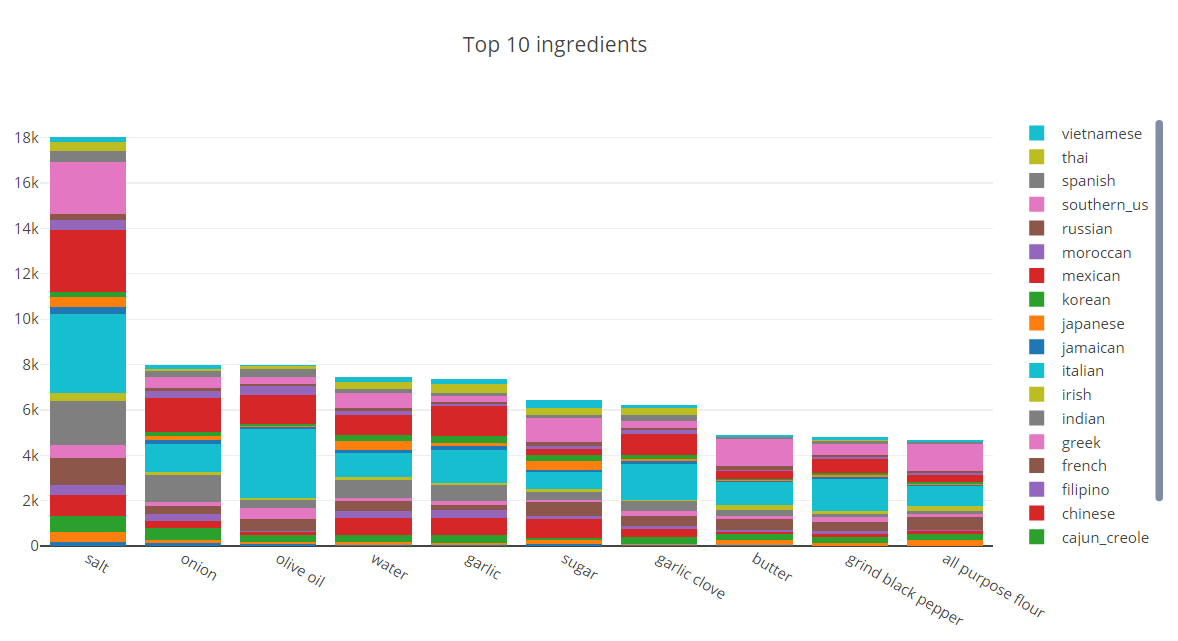 Top 10 ingredients
18k
16k
14k
12k
10k
8k
6k
4k
2k
0
salt
onion
olive oil
water
garlic
sugar
garlic clove
butter
grind black pepper
all purpose flour
vietnamese
thai
spanish
southern_us
russian
moroccan
mexican
korean
japanese
jamaican
italian
irish
indian
greek
french
filipino
chinese
cajun_creole